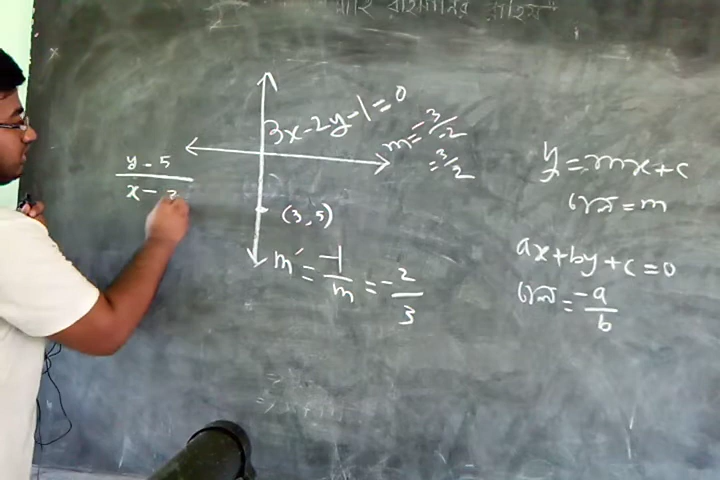 3x-2y-1=0
m=-3/-2
=3/2
y-5/x-3
(3,5)
m′=-1/m=-2/3
y=mx+c
ঢাল=m
ax+by+c=0
ঢাল=-a/b